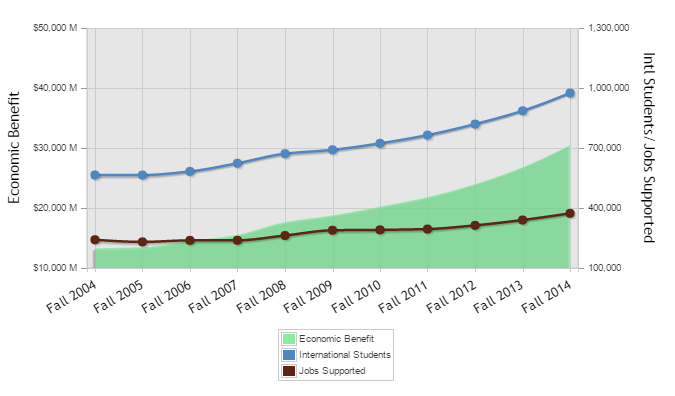 $50,000 M
$40,000 M
$30,000 M
$20,000 M
$10,000 M
Economic Benefit
1,300,000
1,000,000
700,000
400,000
100,000
Intl Students/ Jobs Supported
Fall 2004
Fall 2005
Fall 2006
Fall 2007
Fall 2008
Fall 2009
Fall 2010
Fall 2011
Fall 2012
Fall 2013
Fall 2014
Economic Benefit
International Students
Jobs Supported